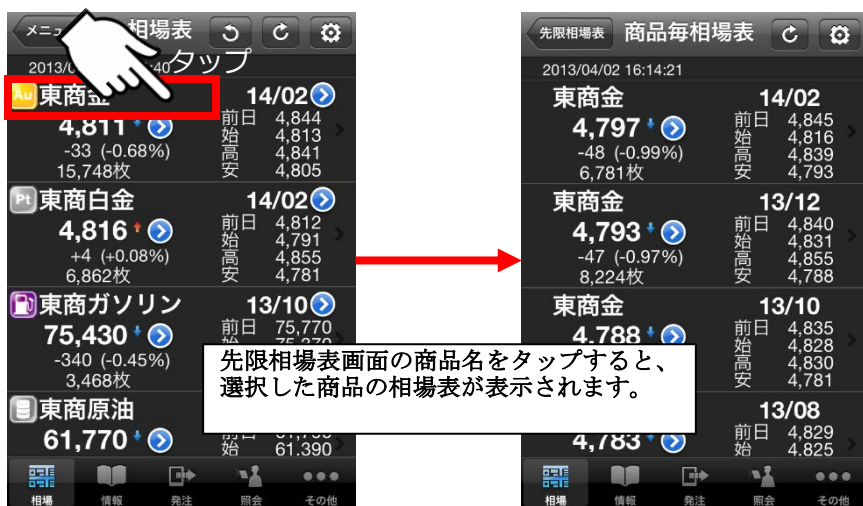 メニュー
相場表
タップ
2013/0
:40
Au
東商金
14/02
4,811
前日 4,844
始 4,813
-33 (-0.68%)
高 4,841
15,748枚
安 4,805
Pt
東商白金
14/02
4,816
前日 4,812
始 4,791
+4 (+0.08%)
高 4,855
6,862枚
安 4,781
東商ガソリン
13/10
75,430
前日 75,770
-340 (-0.45%)
3,468枚
東商原油
61,770
始 61.390
相場
情報
発注
照会
その他
先限相場表
商品毎相場表
2013/04/02 16:14:21
東商金
14/02
4,797
前日 4,845
始 4,816
-48 (-0.99%)
高 4,839
6,781枚
安 4,793
東商金
13/12
4,793
前日 4,840
始 4,831
-47 (-0.97%)
高 4,855
8,224枚
安 4,788
東商金
13/10
4,788
前日 4,835
始 4,828
高 4,830
安 4,781
13/08
4,783
前日 4,829
始 4.825
相場
情報
発注
照会
その他
先限相場表画面の商品名をタップすると、
選択した商品の相場表が表示されます。